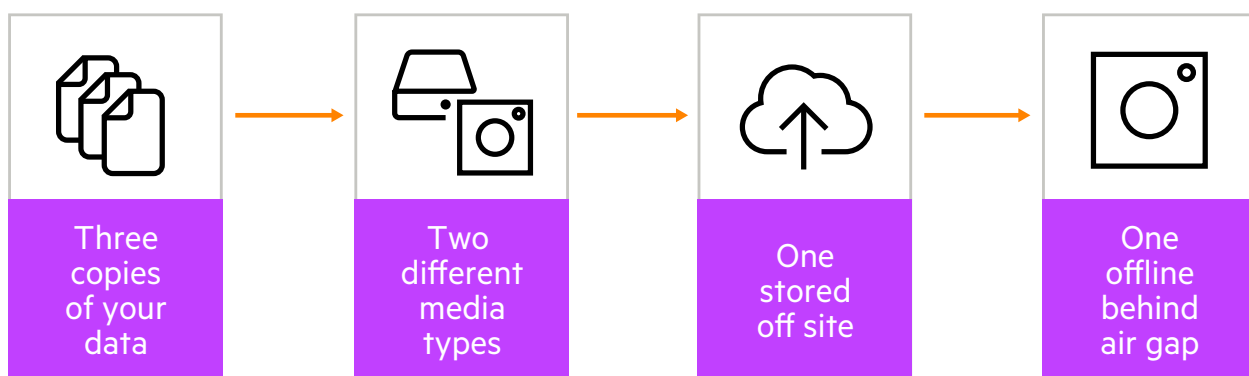 Three
copies
of your
data
Two
different
media
types
One
stored
off site
One
offline
behind
air gap